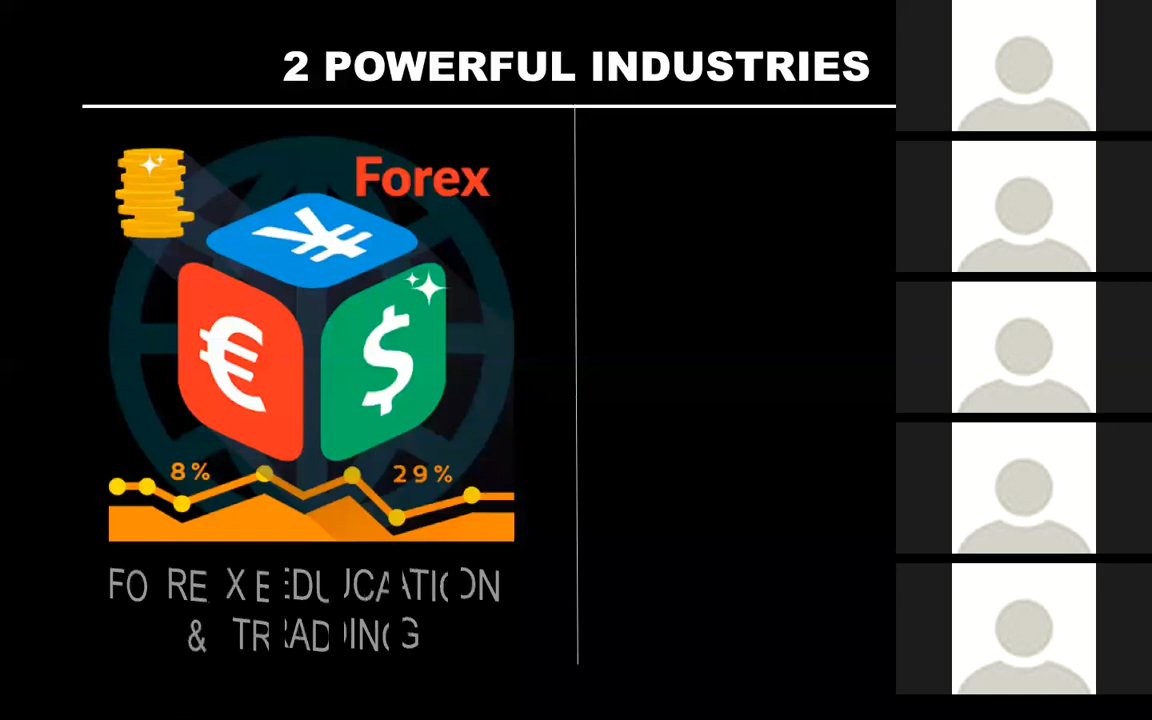 2 POWERFUL INDUSTRIES
Forex
¥
€ $
8% 29%
FOREX EDUCATION
& TRADING